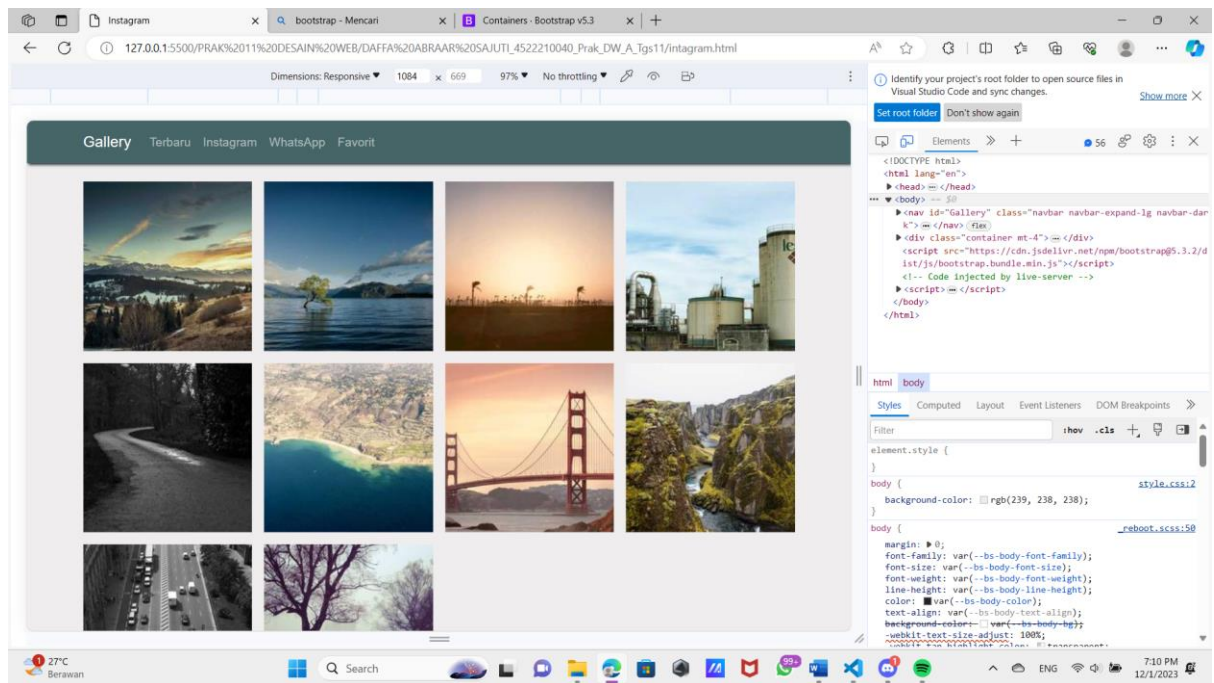 Instagram
bootstrap - Mencari
B Containers · Bootstrap v5.3
127.0.0.1:5500/PRAK%2011%20DESAIN%20WEB/DAFFA%20ABRAAR%20SAJUTI_4522210040_Prak_DW_A_Tgs11/intagram.html
Dimensions: Responsive 1084 x 669 97% No throttling
Gallery Terbaru Instagram WhatsApp Favorit
Identify your project's root folder to open source files in
Visual Studio Code and sync changes.
Show more
Set root folder Don't show again
Elements 56
<!DOCTYPE html>
<html lang="en">
<head> </head>
<body> == $0
<nav id="Gallery" class="navbar navbar-expand-lg navbar-dar
k"> </nav> flex
<div class="container mt-4"> </div>
<script src="https://cdn.jsdelivr.net/npm/bootstrap@5.3.2/d
ist/js/bootstrap.bundle.min.js"></script>
<!-- Code injected by live-server -->
<script> </script>
</body>
</html>
html body
Styles Computed Layout Event Listeners DOM Breakpoints
Filter :hov .cls
element.style {
}
body { style.css:2
background-color: rgb(239, 238, 238);
}
body { _reboot.scss:50
margin: 0;
font-family: var(--bs-body-font-family);
font-size: var(--bs-body-font-size);
font-weight: var(--bs-body-font-weight);
line-height: var(--bs-body-line-height);
color: var(--bs-body-color);
text-align: var(--bs-body-text-align);
background-color: var(--bs-body-bg);
-webkit-text-size-adjust: 100%;
1
27°C
Berawan
Search
99+
ENG
7:10 PM
12/1/2023